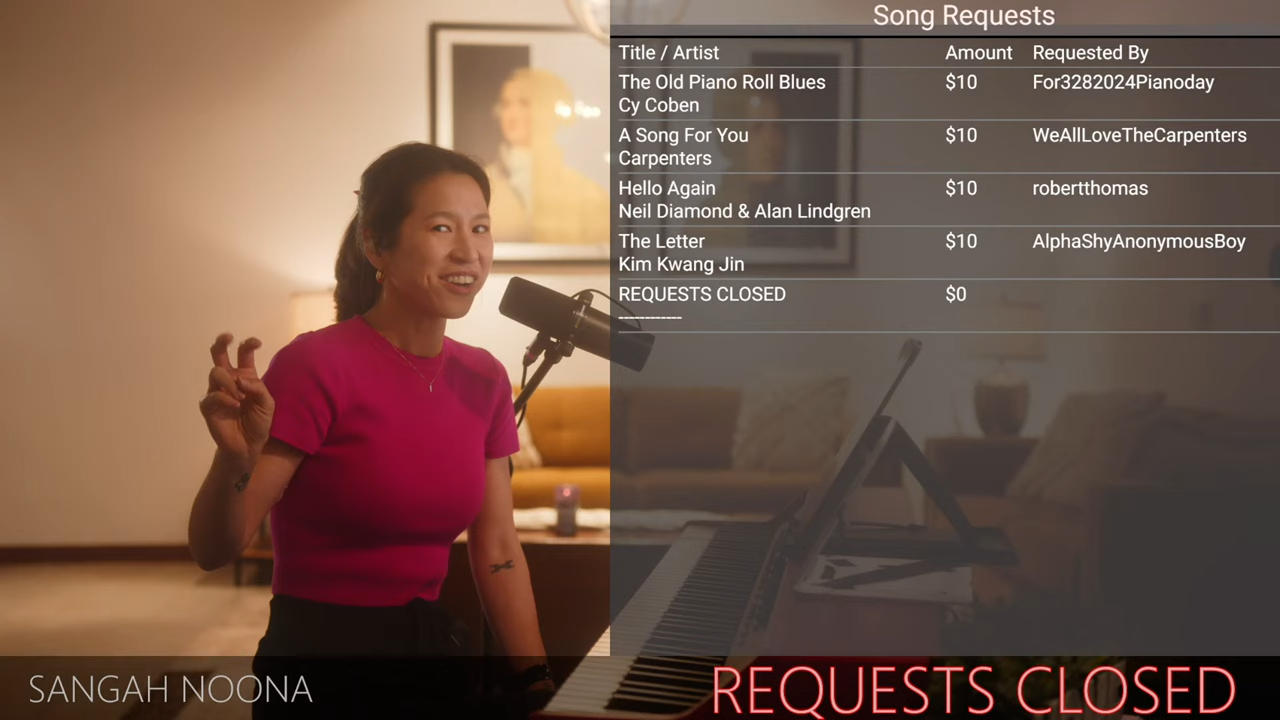 Song Requests
Title / Artist Amount Requested By
The Old Piano Roll Blues $10 For3282024Pianoday
Cy Coben
A Song For You $10 WeAllLoveTheCarpenters
Carpenters
Hello Again $10 robertthomas
Neil Diamond & Alan Lindgren
The Letter $10 AlphaShyAnonymousBoy
Kim Kwang Jin
REQUESTS CLOSED $0
------------
SANGAH NOONA
REQUESTS CLOSED